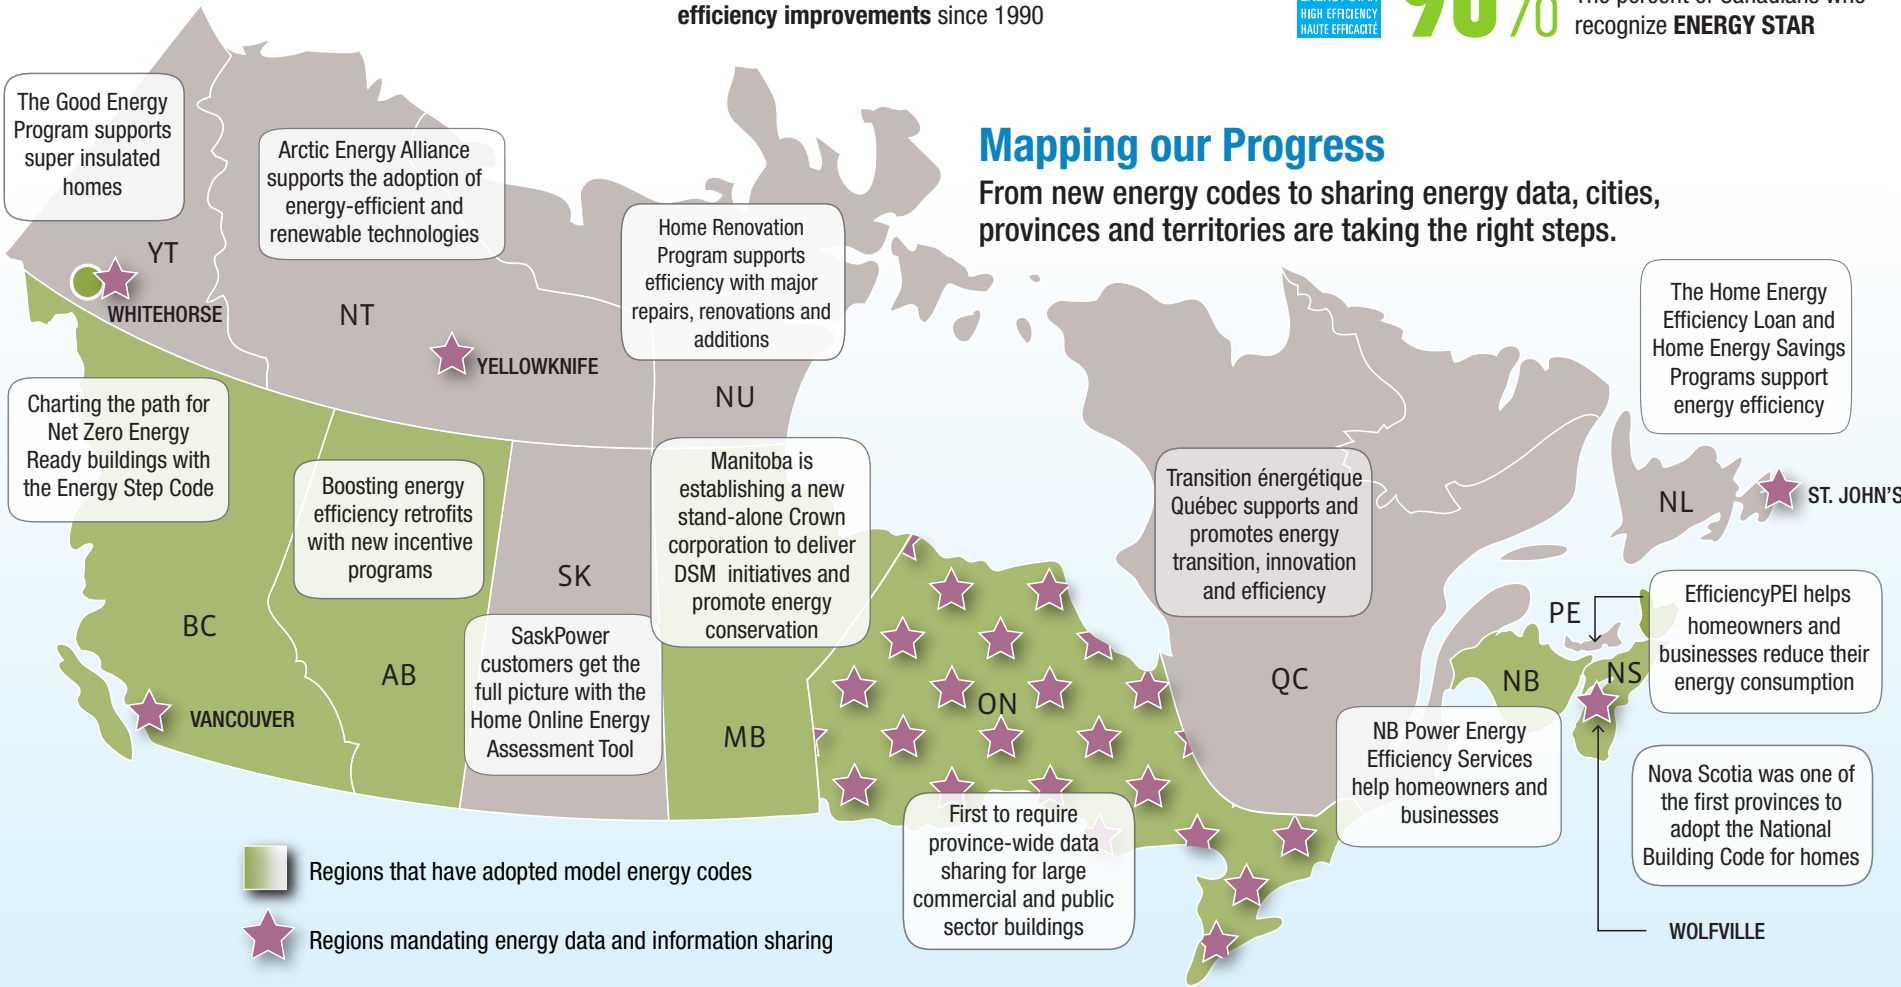 efficiency improvements since 1990
HIGH EFFICIENCY
HAUTE EFFICACITÉ
90%
recognize ENERGY STAR
Mapping our Progress
From new energy codes to sharing energy data, cities,
provinces and territories are taking the right steps.
The Good Energy
Program supports
super insulated
homes
Arctic Energy Alliance
supports the adoption of
energy-efficient and
renewable technologies
Home Renovation
Program supports
efficiency with major
repairs, renovations and
additions
The Home Energy
Efficiency Loan and
Home Energy Savings
Programs support
energy efficiency
YT
WHITEHORSE
NT
YELLOWKNIFE
NU
Charting the path for
Net Zero Energy
Ready buildings with
the Energy Step Code
Boosting energy
efficiency retrofits
with new incentive
programs
Manitoba is
establishing a new
stand-alone Crown
corporation to deliver
DSM initiatives and
promote energy
conservation
Transition énergétique
Québec supports and
promotes energy
transition, innovation
and efficiency
NL
ST. JOHN'S
SK
BC
AB
VANCOUVER
SaskPower
customers get the
full picture with the
Home Online Energy
Assessment Tool
MB
ON
QC
PE
NB
NS
EfficiencyPEI helps
homeowners and
businesses reduce their
energy consumption
NB Power Energy
Efficiency Services
help homeowners and
businesses
Nova Scotia was one of
the first provinces to
adopt the National
Building Code for homes
First to require
province-wide data
sharing for large
commercial and public
sector buildings
WOLFVILLE
Regions that have adopted model energy codes
Regions mandating energy data and information sharing